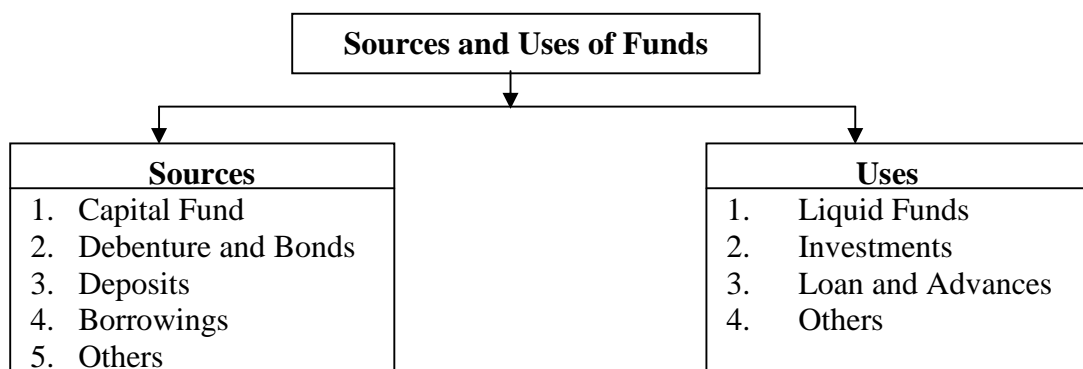 Sources and Uses of Funds
Sources
1. Capital Fund
2. Debenture and Bonds
3. Deposits
4. Borrowings
5. Others
Uses
1. Liquid Funds
2. Investments
3. Loan and Advances
4. Others